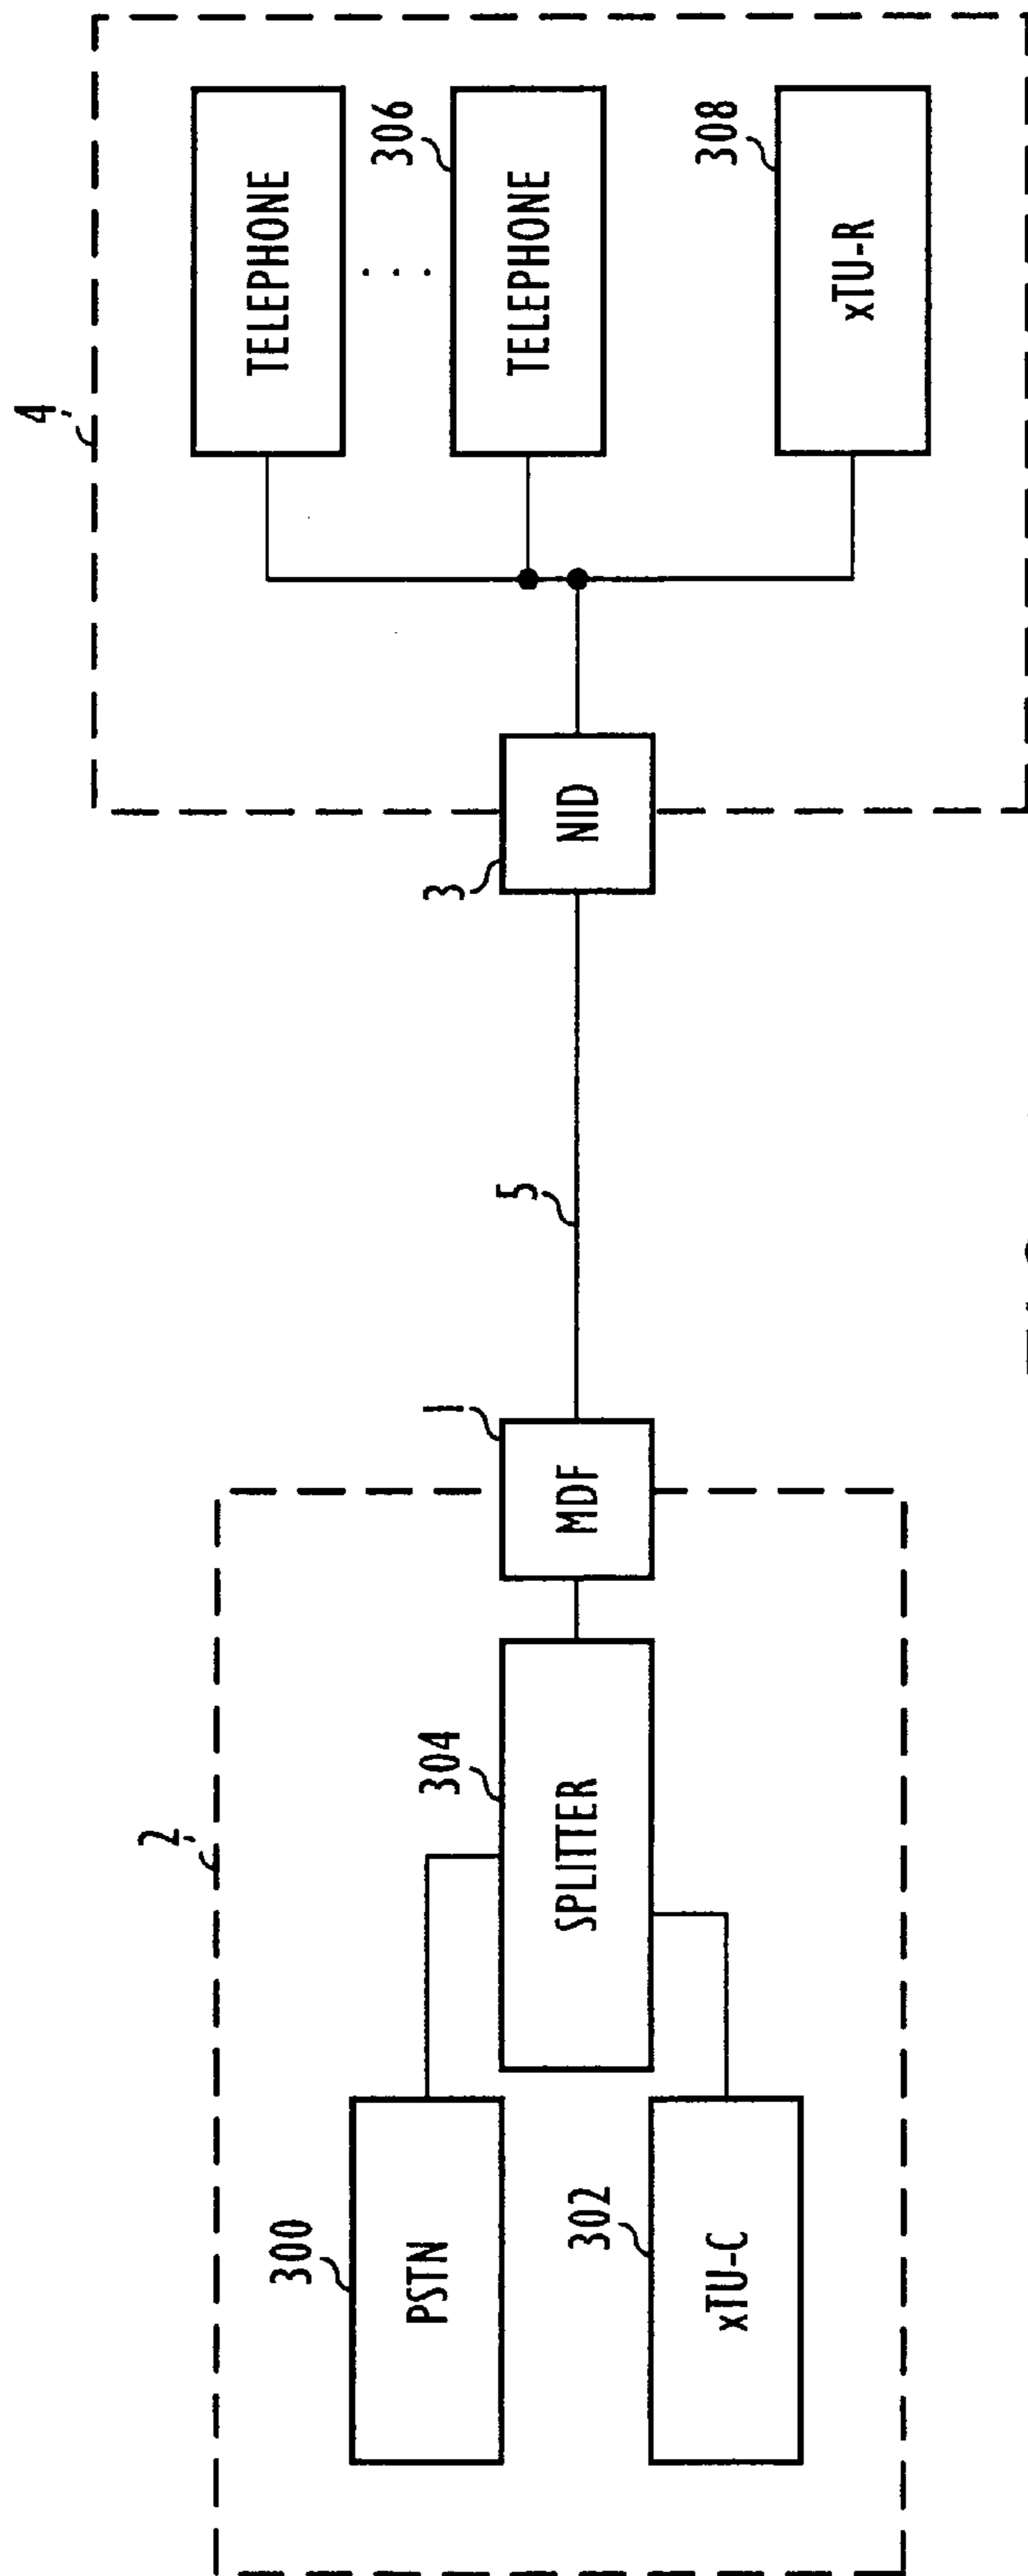 2
300
PSTN
302
xTU-C
304
SPLITTER
1
MDF
5
3
NID
4
TELEPHONE
. . .
306
TELEPHONE
308
xTU-R